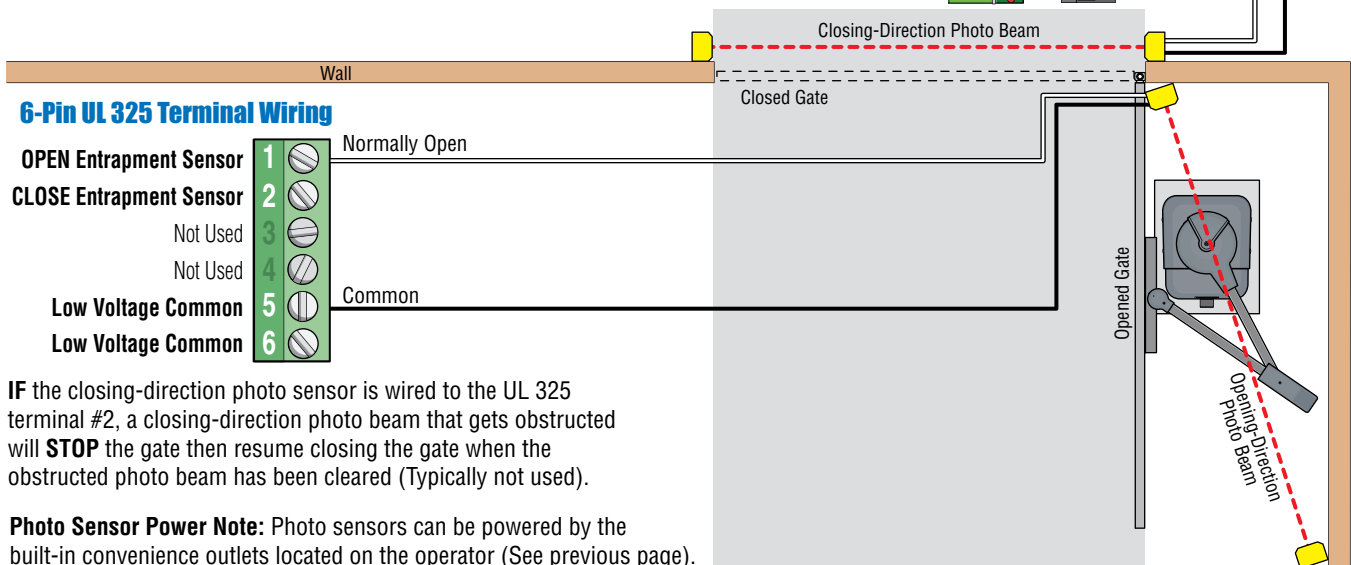 Closing-Direction Photo Beam
Wall
Closed Gate
6-Pin UL 325 Terminal Wiring
OPEN Entrapment Sensor 1 Normally Open
CLOSE Entrapment Sensor 2
Not Used 3
Not Used 4
Low Voltage Common 5 Common
Low Voltage Common 6
Opened Gate
Opening-Direction
Photo Beam
IF the closing-direction photo sensor is wired to the UL 325
terminal #2, a closing-direction photo beam that gets obstructed
will STOP the gate then resume closing the gate when the
obstructed photo beam has been cleared (Typically not used).
Photo Sensor Power Note: Photo sensors can be powered by the
built-in convenience outlets located on the operator (See previous page).